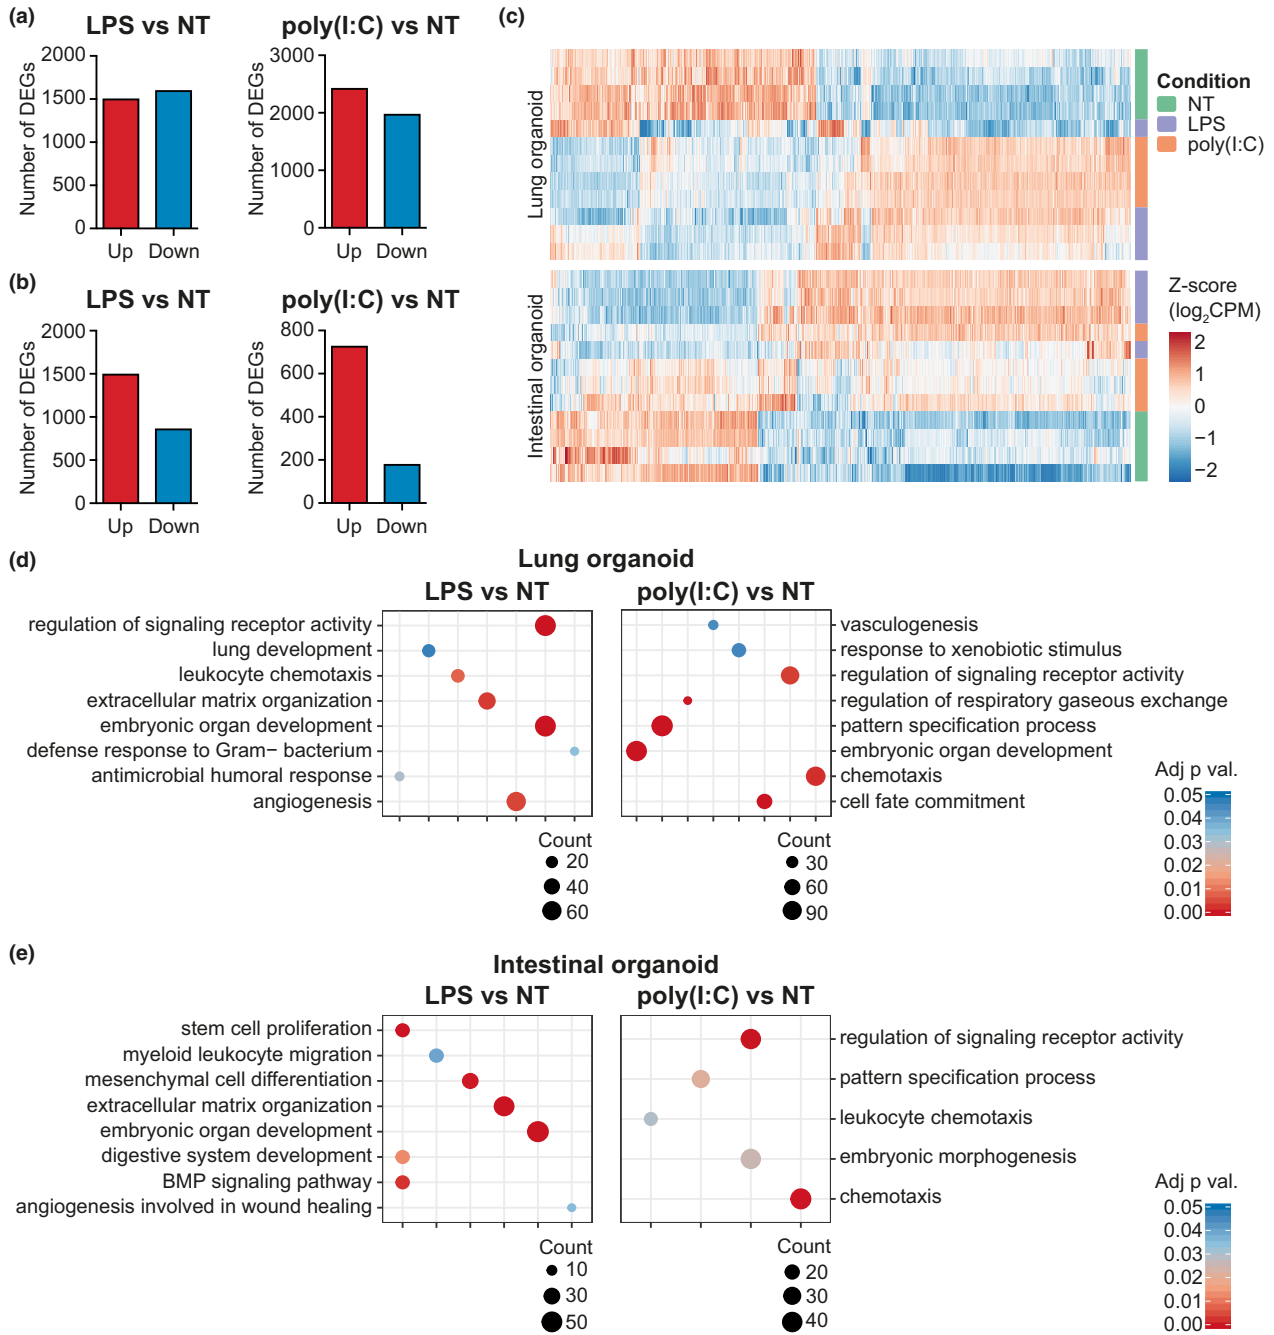 (a)
LPS vs NT
poly(I:C) vs NT
Number of DEGs
2000
1500
1000
500
0
Up
Down
Number of DEGs
3000
2000
1000
0
Up
Down
(b)
LPS vs NT
poly(I:C) vs NT
Number of DEGs
2000
1500
1000
500
0
Up
Down
Number of DEGs
800
600
400
200
0
Up
Down
(c)
Lung organoid
Intestinal organoid
Condition
NT
LPS
poly(I:C)
Z-score
(log2CPM)
2
1
0
−1
−2
(d)
Lung organoid
LPS vs NT
regulation of signaling receptor activity
lung development
leukocyte chemotaxis
extracellular matrix organization
embryonic organ development
defense response to Gram− bacterium
antimicrobial humoral response
angiogenesis
Count
20
40
60
poly(I:C) vs NT
vasculogenesis
response to xenobiotic stimulus
regulation of signaling receptor activity
regulation of respiratory gaseous exchange
pattern specification process
embryonic organ development
chemotaxis
cell fate commitment
Count
30
60
90
Adj p val.
0.05
0.04
0.03
0.02
0.01
0.00
(e)
Intestinal organoid
LPS vs NT
stem cell proliferation
myeloid leukocyte migration
mesenchymal cell differentiation
extracellular matrix organization
embryonic organ development
digestive system development
BMP signaling pathway
angiogenesis involved in wound healing
Count
10
30
50
poly(I:C) vs NT
regulation of signaling receptor activity
pattern specification process
leukocyte chemotaxis
embryonic morphogenesis
chemotaxis
Count
20
30
40
Adj p val.
0.05
0.04
0.03
0.02
0.01
0.00